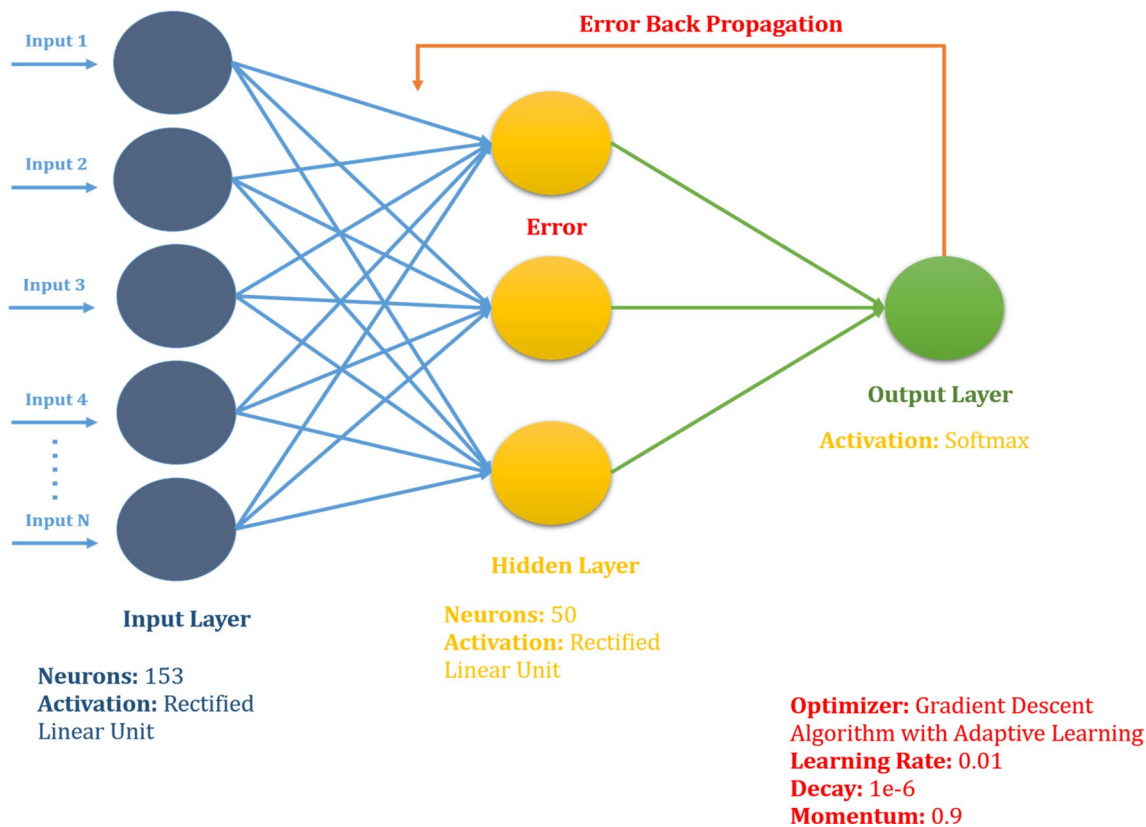 Error Back Propagation
Input 1
Input 2
Input 3
Input 4
Input N
Error
Output Layer
Activation: Softmax
Hidden Layer
Neurons: 50
Activation: Rectified
Linear Unit
Input Layer
Neurons: 153
Activation: Rectified
Linear Unit
Optimizer: Gradient Descent
Algorithm with Adaptive Learning
Learning Rate: 0.01
Decay: 1e-6
Momentum: 0.9